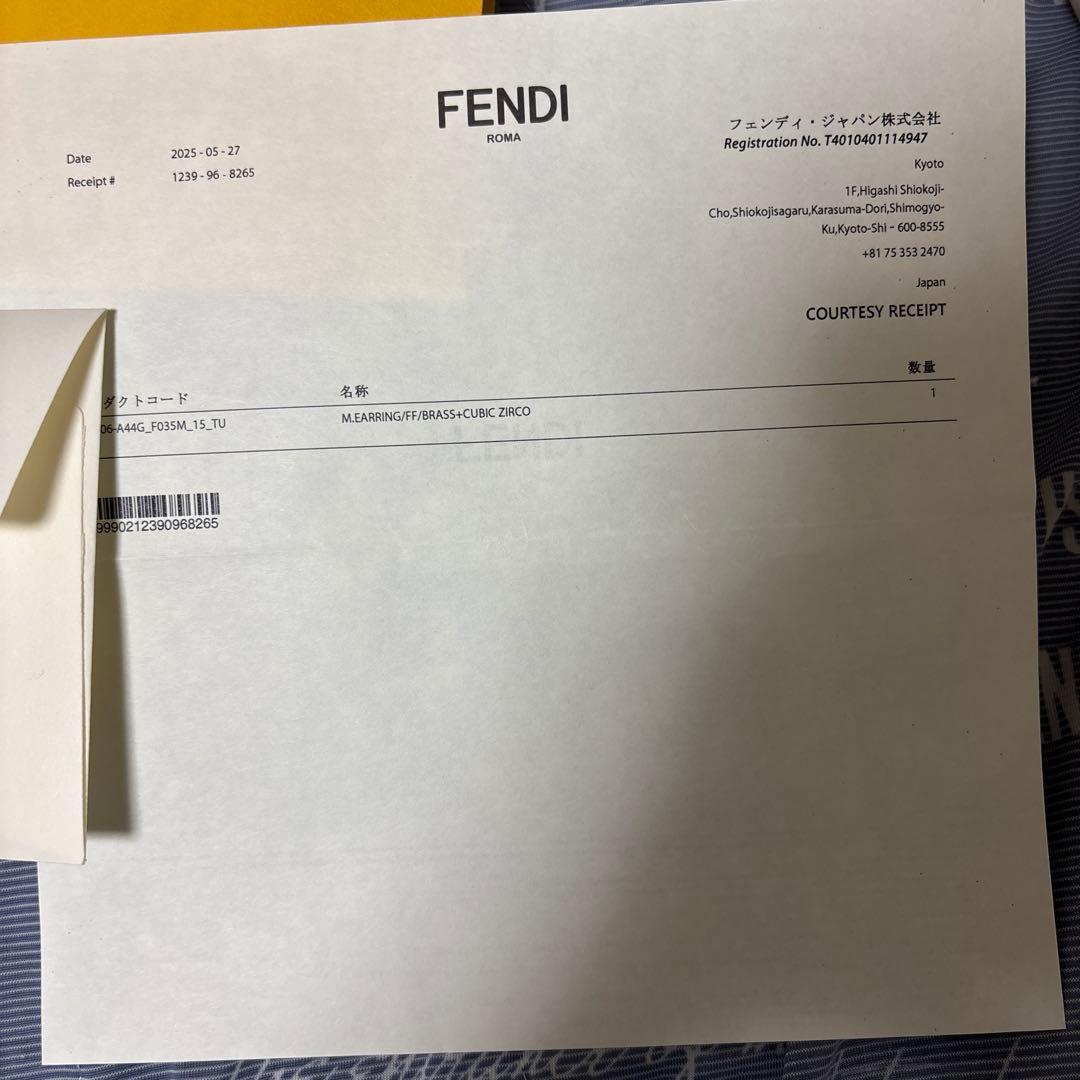 FENDI
ROMA
Date 2025-05-27
Receipt # 1239-96-8265
フェンディ・ジャパン株式会社
Registration No. T4010401114947
Kyoto
1F,Higashi Shiokoji-
Cho,Shiokojisagaru,Karasuma-Dori,Shimogyo-
Ku,Kyoto-Shi - 600-8555
+81 75 353 2470
Japan
COURTESY RECEIPT
ダクトコード 名称 数量
06-A44G_F035M_15_TU M.EARRING/FF/BRASS+CUBIC ZIRCO 1
9990212390968265